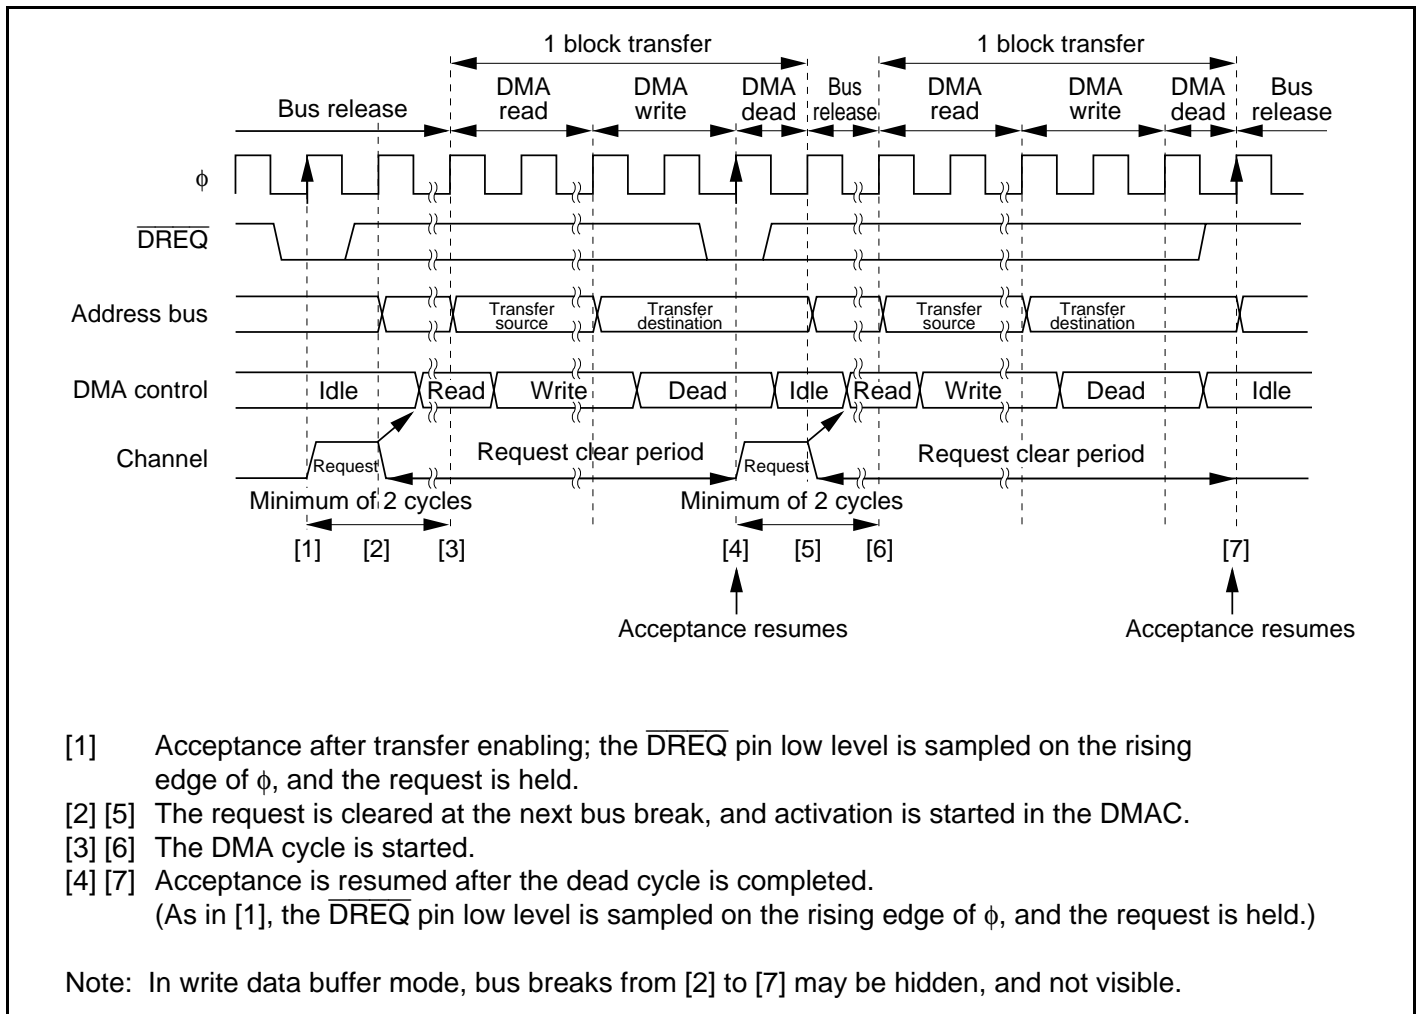 1 block transfer 1 block transfer
Bus release DMA read DMA write DMA dead Bus release DMA read DMA write DMA dead Bus release
ϕ
D̅R̅E̅Q̅
Address bus Transfer source Transfer destination Transfer source Transfer destination
DMA control Idle Read Write Dead Idle Read Write Dead Idle
Channel Request Request clear period Request Request clear period
Minimum of 2 cycles Minimum of 2 cycles
[1] [2] [3] [4] [5] [6] [7]
Acceptance resumes Acceptance resumes
[1] Acceptance after transfer enabling; the D̅R̅E̅Q̅ pin low level is sampled on the rising
edge of ϕ, and the request is held.
[2] [5] The request is cleared at the next bus break, and activation is started in the DMAC.
[3] [6] The DMA cycle is started.
[4] [7] Acceptance is resumed after the dead cycle is completed.
(As in [1], the D̅R̅E̅Q̅ pin low level is sampled on the rising edge of ϕ, and the request is held.)
Note: In write data buffer mode, bus breaks from [2] to [7] may be hidden, and not visible.